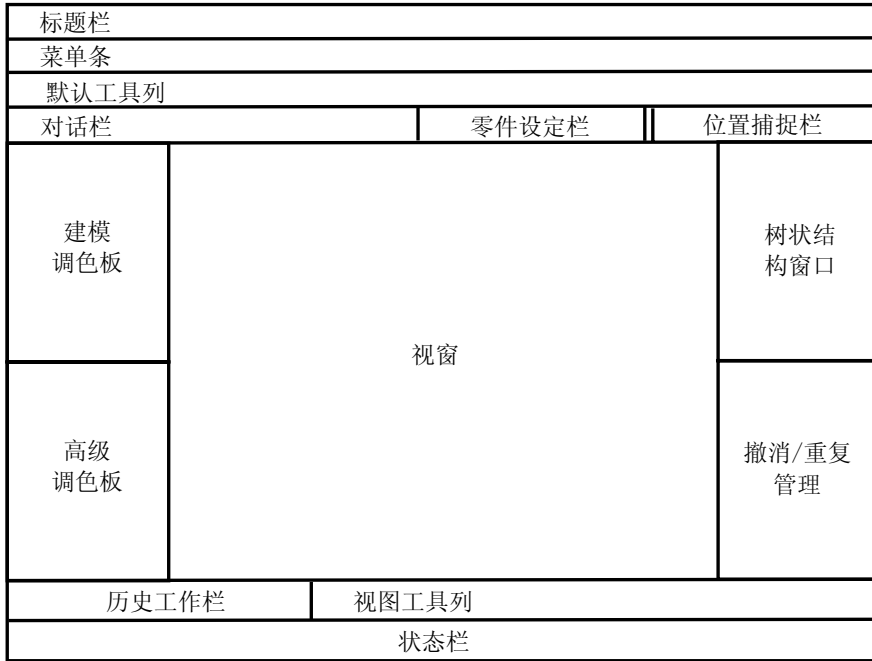 标题栏
菜单条
默认工具列
对话栏
零件设定栏
位置捕捉栏
建模
调色板
树状结
构窗口
视窗
高级
调色板
撤消/重复
管理
历史工作栏
视图工具列
状态栏